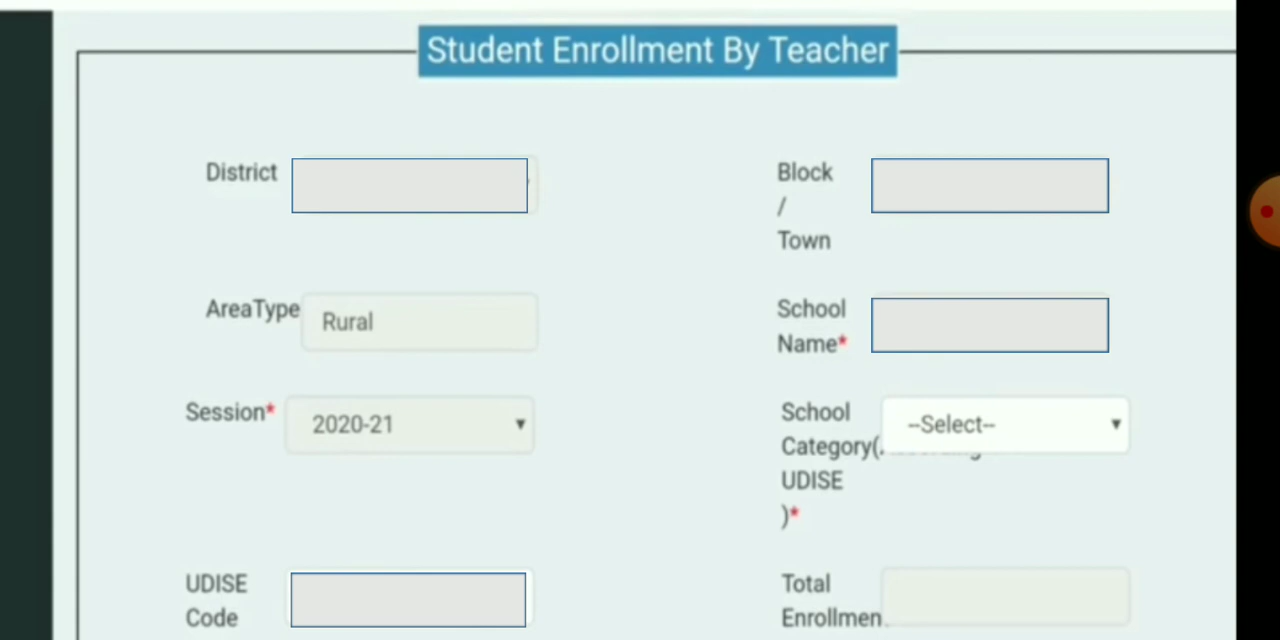 Student Enrollment By Teacher
District
Block
/
Town
AreaType Rural
School
Name*
Session* 2020-21
School --Select--
Category(
UDISE
)*
UDISE
Code
Total
Enrollmen